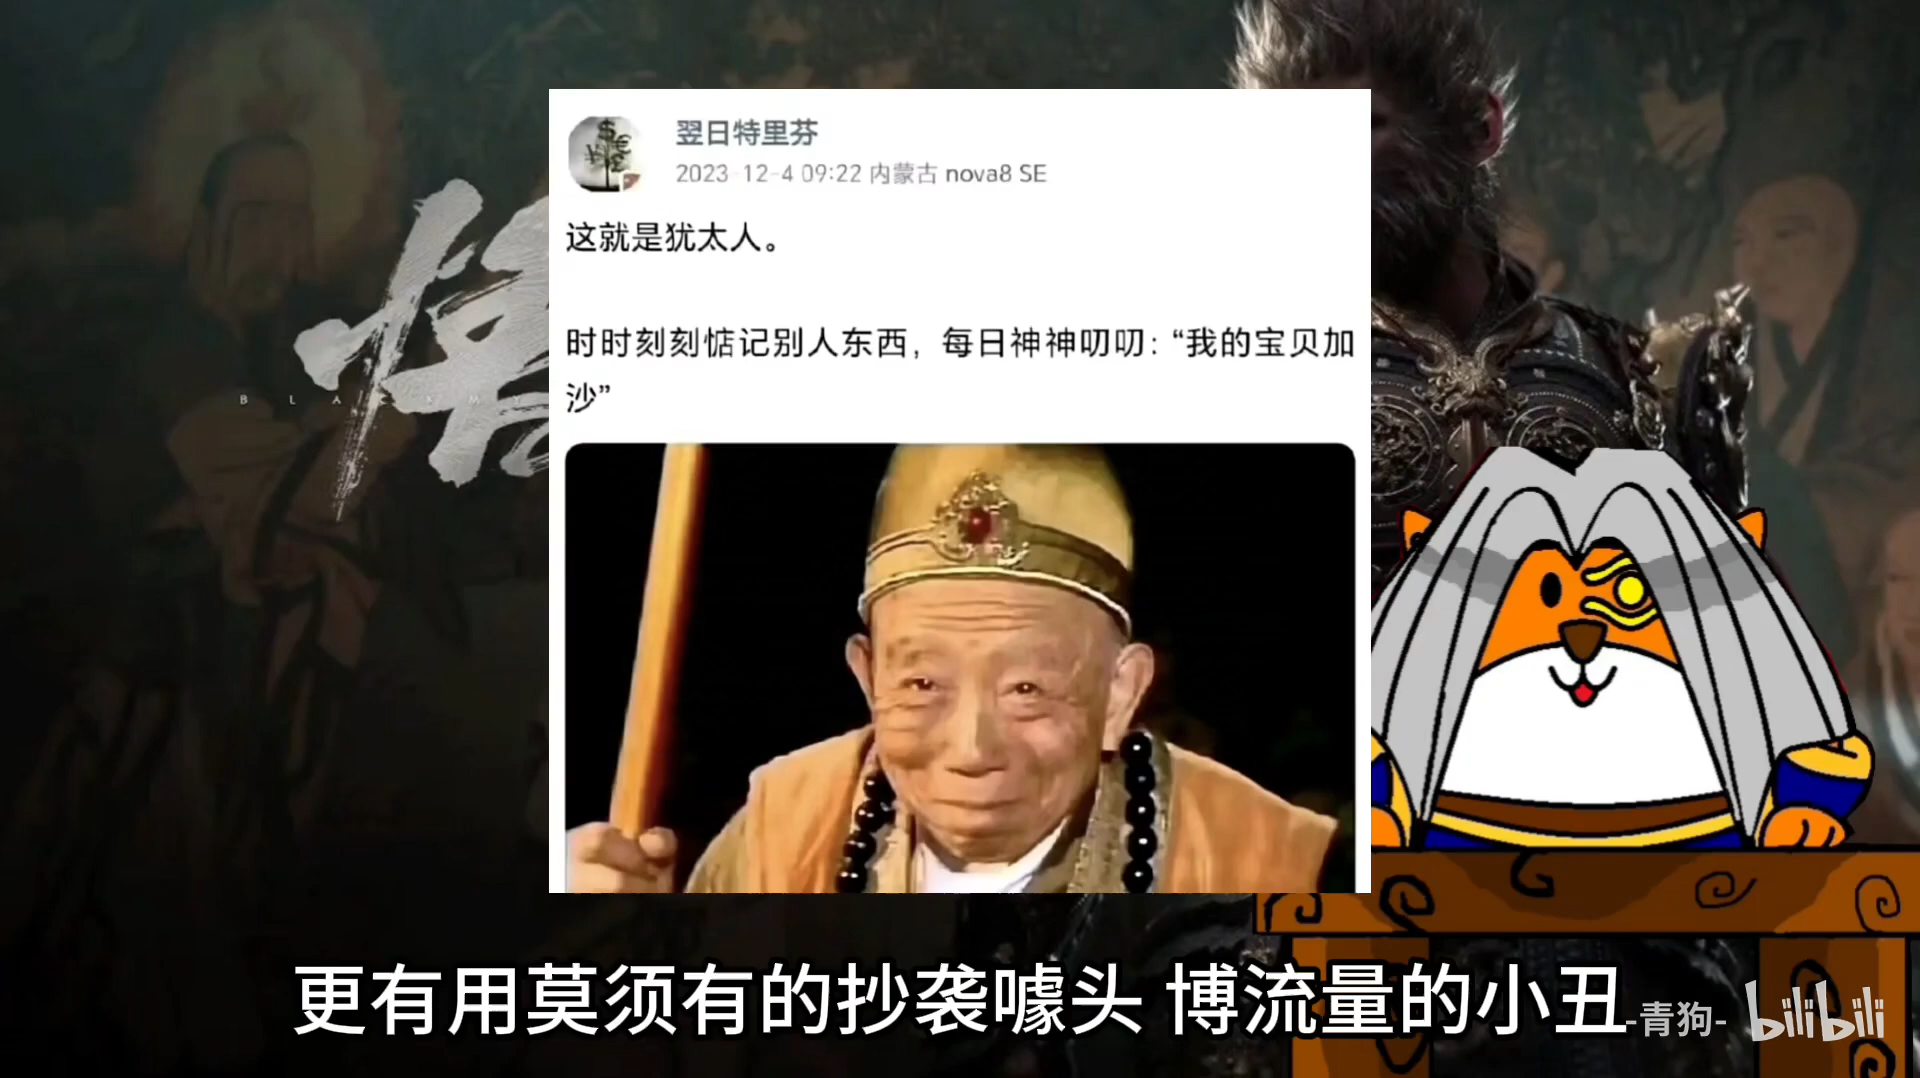 翌日特里芬
2023-12-4 09:22 内蒙古 nova8 SE
这就是犹太人。
时时刻刻惦记别人东西，每日神神叨叨：“我的宝贝加
沙”
悟
BLACK MY
更有用莫须有的抄袭噱头 博流量的小丑
-青狗-
bilibili